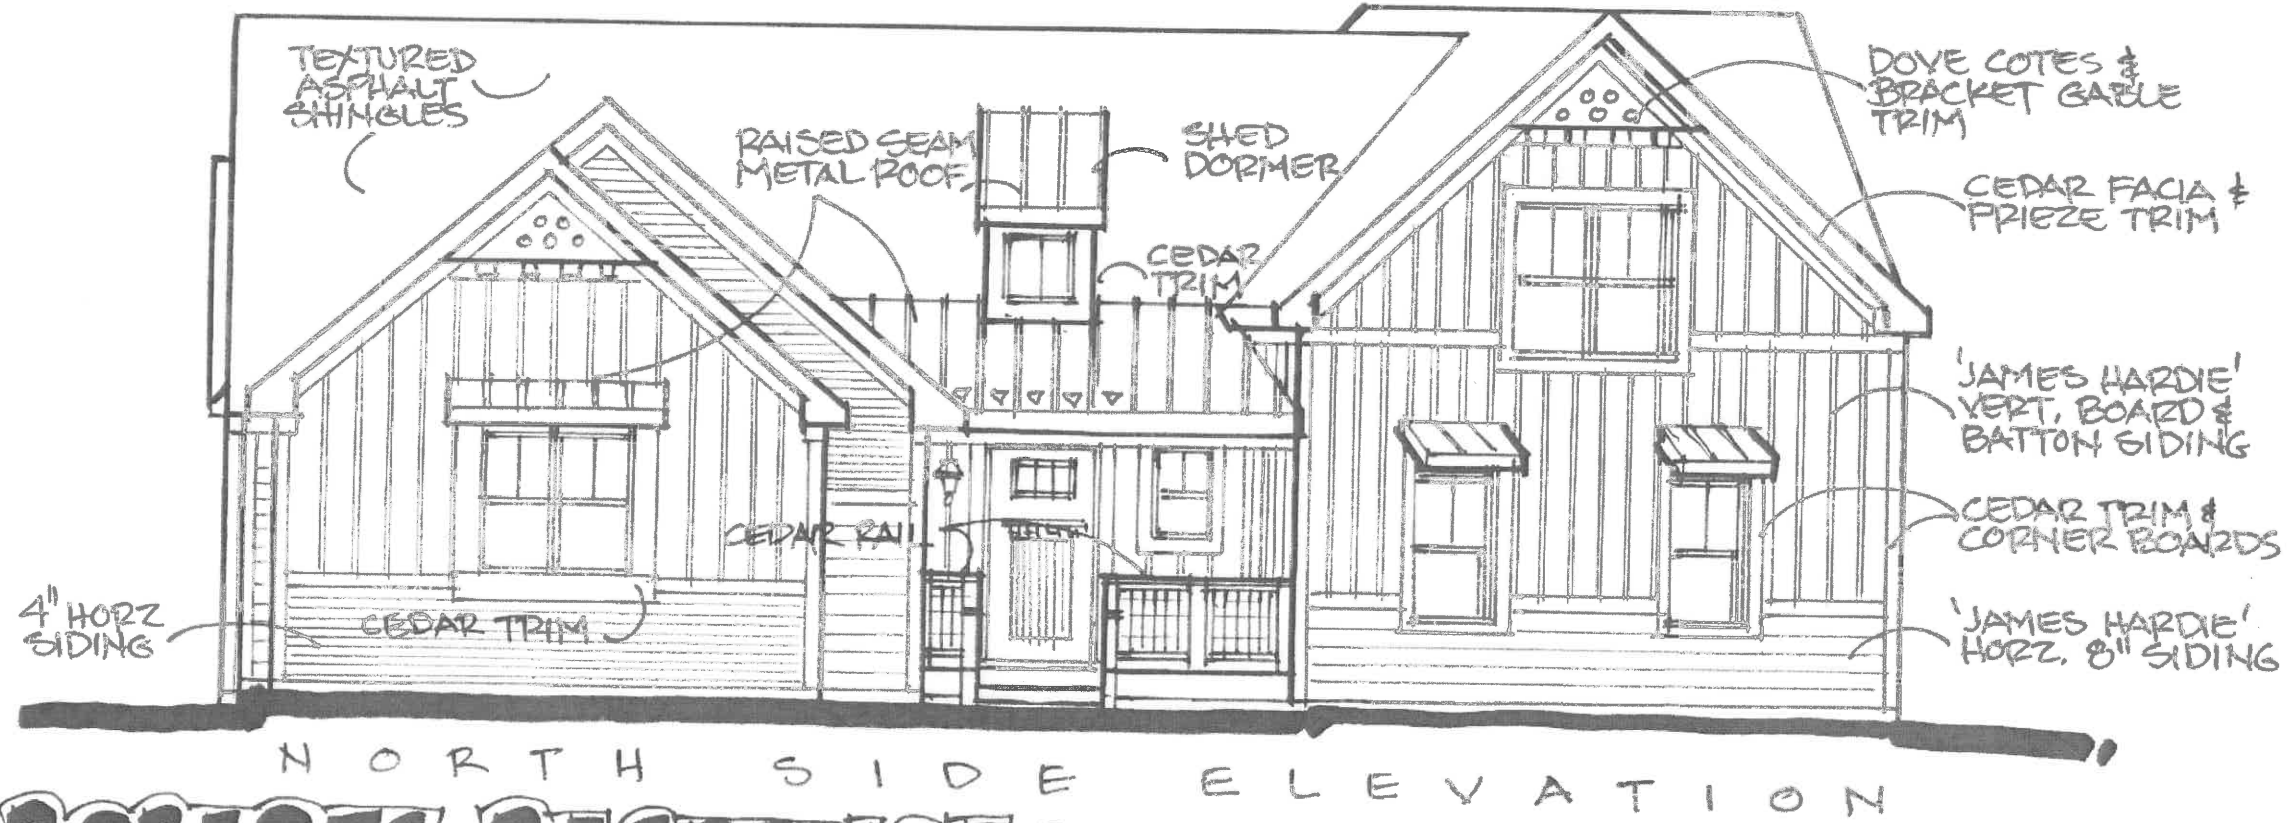 TEXTURED
ASPHALT
SHINGLES
RAISED SEAM
METAL ROOF
SHED
DORMER
CEDAR
TRIM
DOVE COTES &
BRACKET GABLE
TRIM
CEDAR FACIA &
FRIEZE TRIM
'JAMES HARDIE'
VERT. BOARD &
BATTON SIDING
CEDAR TRIM &
CORNER BOARDS
'JAMES HARDIE'
HORZ. 8" SIDING
CEDAR RAIL
4" HORZ
SIDING
CEDAR TRIM
NORTH SIDE ELEVATION